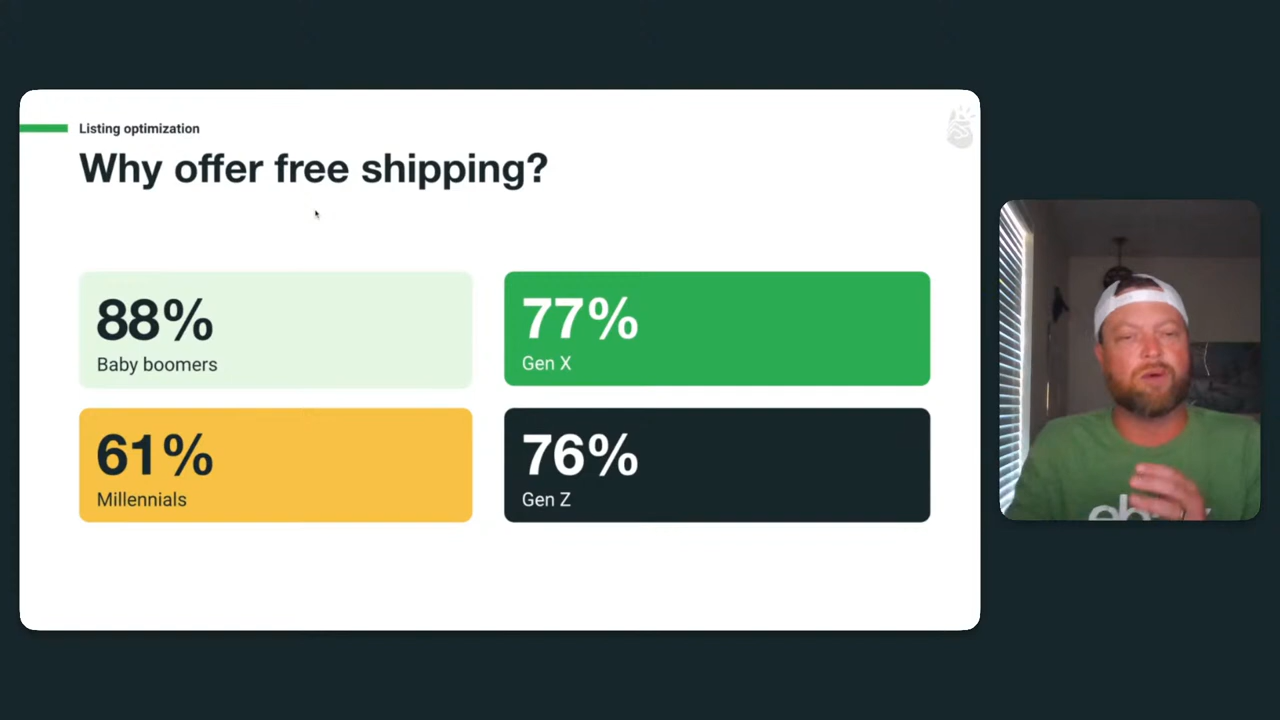 Listing optimization
Why offer free shipping?
88%
Baby boomers
77%
Gen X
61%
Millennials
76%
Gen Z